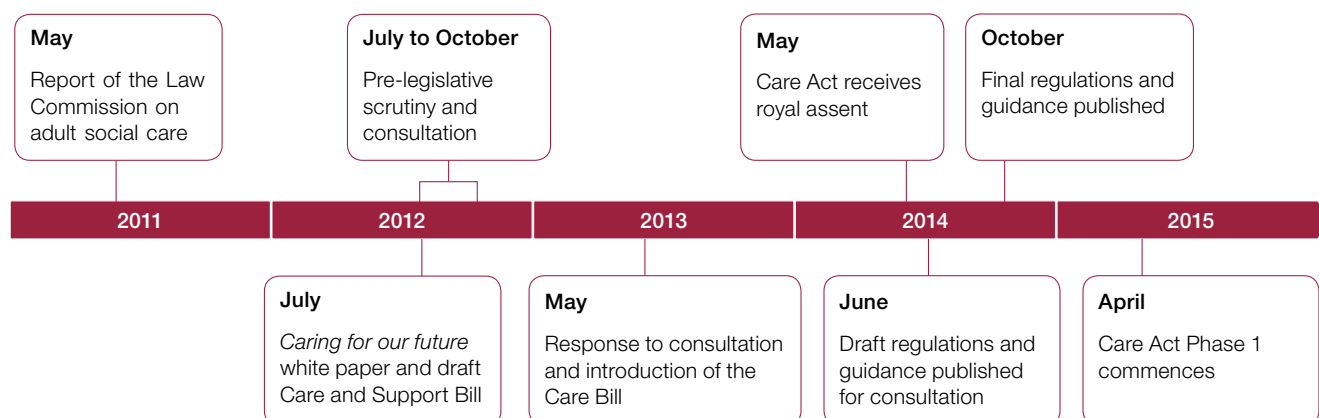 May
Report of the Law
Commission on
adult social care
July to October
Pre-legislative
scrutiny and
consultation
May
Care Act receives
royal assent
October
Final regulations and
guidance published
2011
2012
2013
2014
2015
July
Caring for our future
white paper and draft
Care and Support Bill
May
Response to consultation
and introduction of the
Care Bill
June
Draft regulations and
guidance published
for consultation
April
Care Act Phase 1
commences